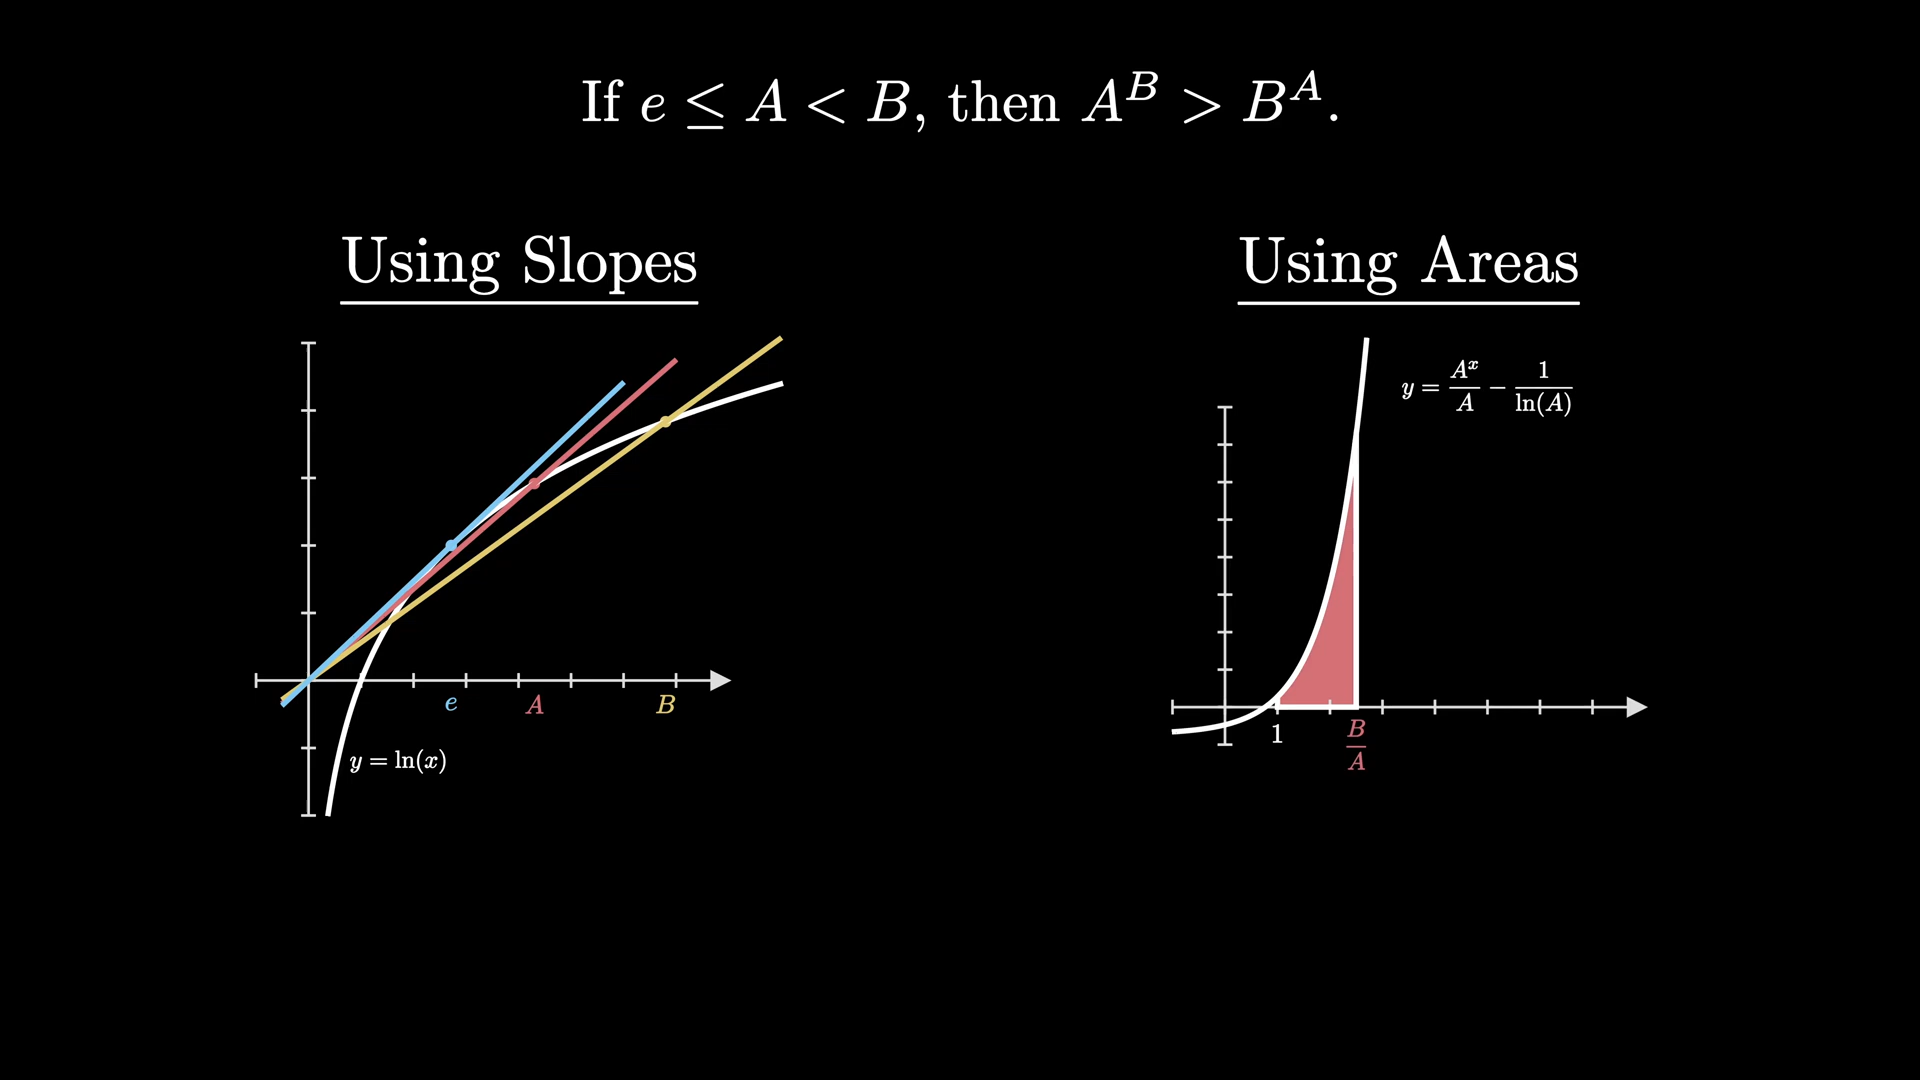 If e ≤ A < B, then A^B > B^A.
Using Slopes
e A B
y = ln(x)
Using Areas
y = A^x/A − 1/ln(A)
1 B/A